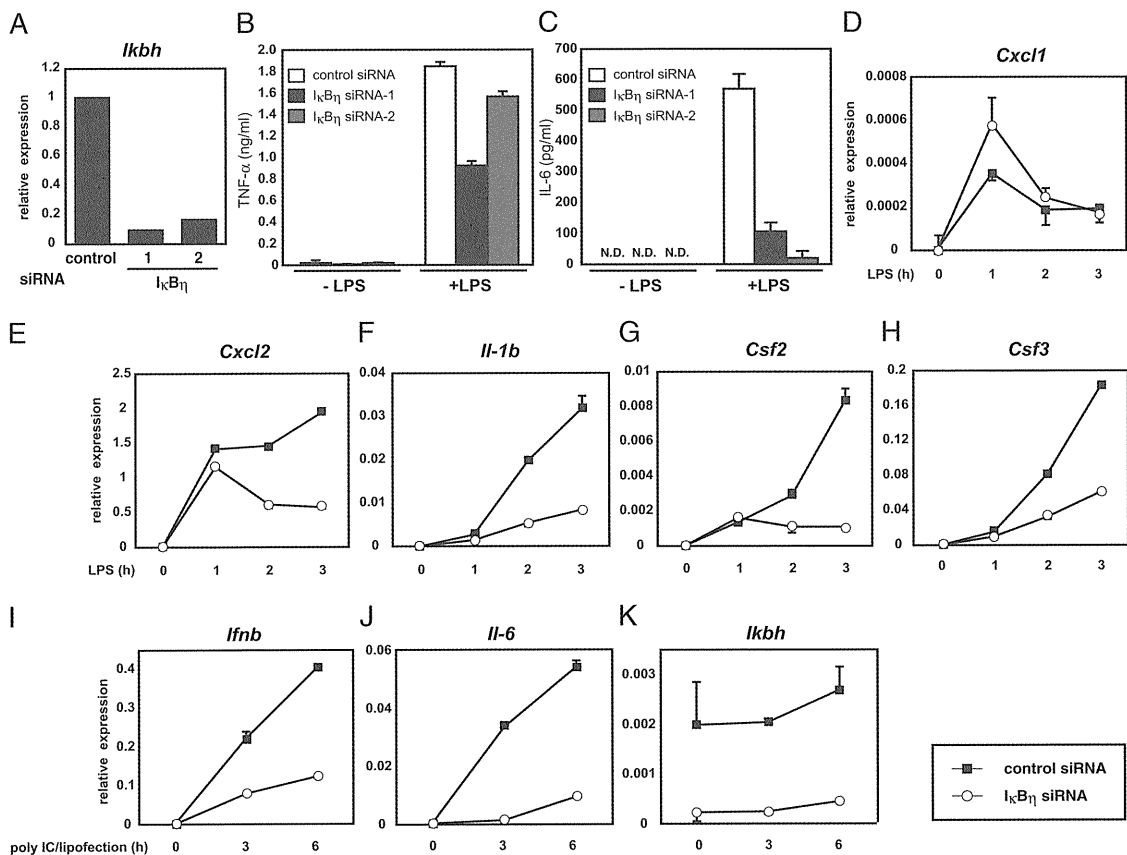 A
Ikbh
relative expression
1.2
1
0.8
0.6
0.4
0.2
0
control 1 2
siRNA IκBη
B
TNF-α (ng/ml)
2.0
1.8
1.6
1.4
1.2
1.0
0.8
0.6
0.4
0.2
0
control siRNA
IκBη siRNA-1
IκBη siRNA-2
- LPS +LPS
C
IL-6 (pg/ml)
700
600
500
400
300
200
100
0
control siRNA
IκBη siRNA-1
IκBη siRNA-2
N.D. N.D. N.D.
- LPS +LPS
D
Cxcl1
relative expression
0.0008
0.0006
0.0004
0.0002
0
LPS (h) 0 1 2 3
E
Cxcl2
relative expression
2.5
2
1.5
1
0.5
0
LPS (h) 0 1 2 3
F
Il-1b
0.04
0.03
0.02
0.01
0
0 1 2 3
G
Csf2
0.01
0.008
0.006
0.004
0.002
0
0 1 2 3
H
Csf3
0.2
0.16
0.12
0.08
0.04
0
0 1 2 3
I
Ifnb
relative expression
0.4
0.3
0.2
0.1
0
poly IC/lipofection (h) 0 3 6
J
Il-6
0.06
0.04
0.02
0
0 3 6
K
Ikbh
0.003
0.002
0.001
0
0 3 6
control siRNA
IκBη siRNA